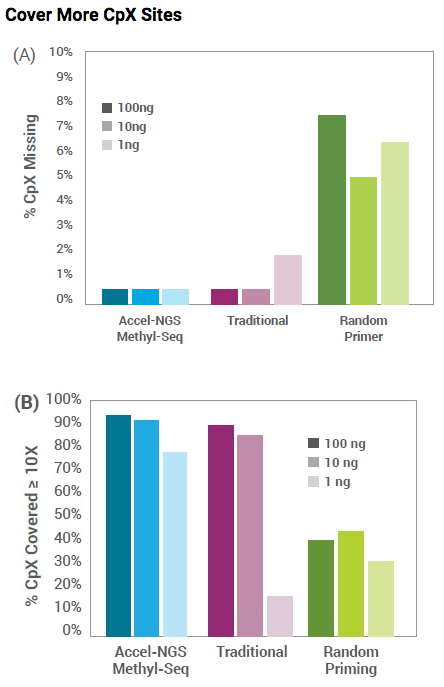 Cover More CpX Sites
(A)
% CpX Missing
10%
9%
8%
7%
6%
5%
4%
3%
2%
1%
0%
100ng
10ng
1ng
Accel-NGS
Methyl-Seq
Traditional
Random
Primer
(B)
% CpX Covered ≥ 10X
100%
90%
80%
70%
60%
50%
40%
30%
20%
10%
0%
100 ng
10 ng
1 ng
Accel-NGS
Methyl-Seq
Traditional
Random
Priming